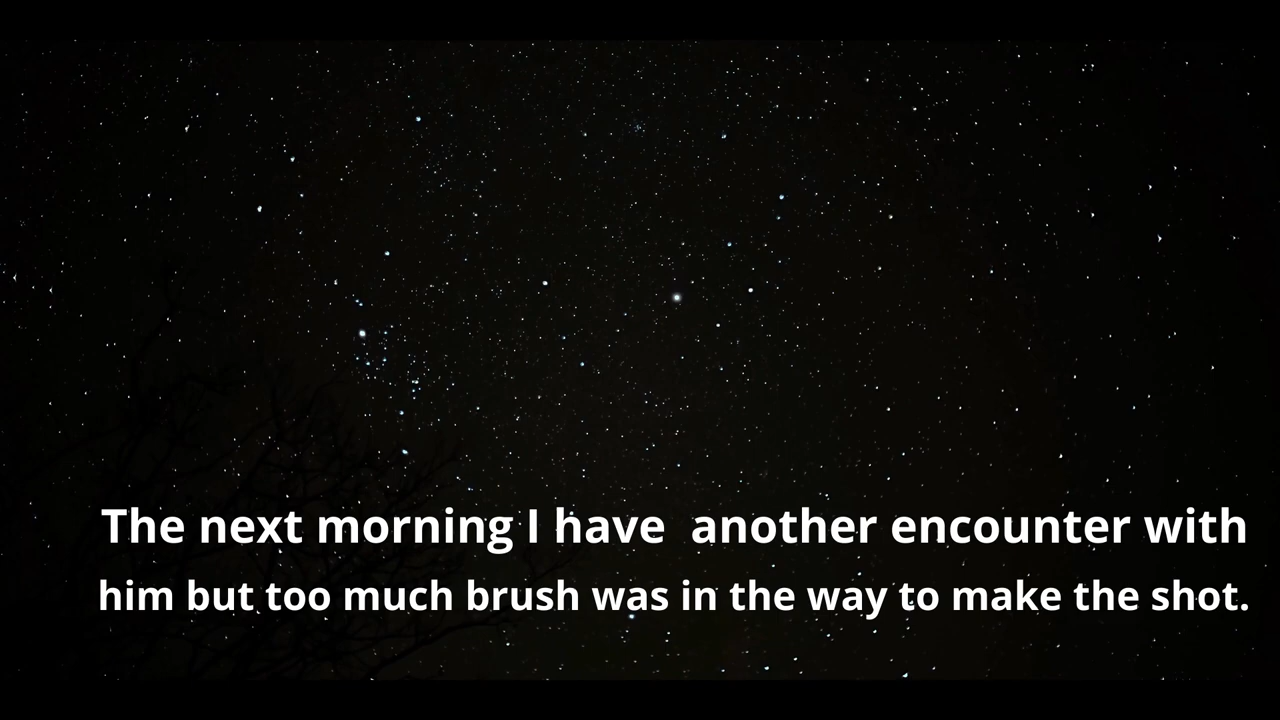 The next morning I have  another encounter with
him but too much brush was in the way to make the shot.